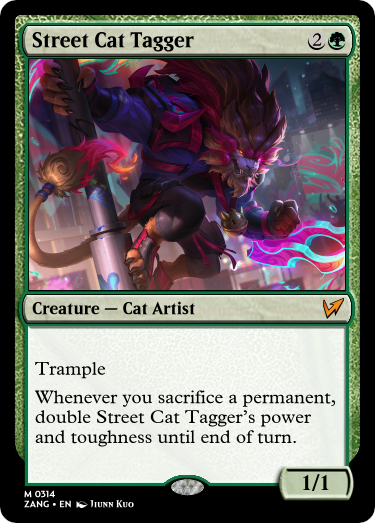 Street Cat Tagger 2
Creature — Cat Artist
Trample
Whenever you sacrifice a permanent,
double Street Cat Tagger's power
and toughness until end of turn.
1/1
M 0314
ZANG • EN Jiunn Kuo